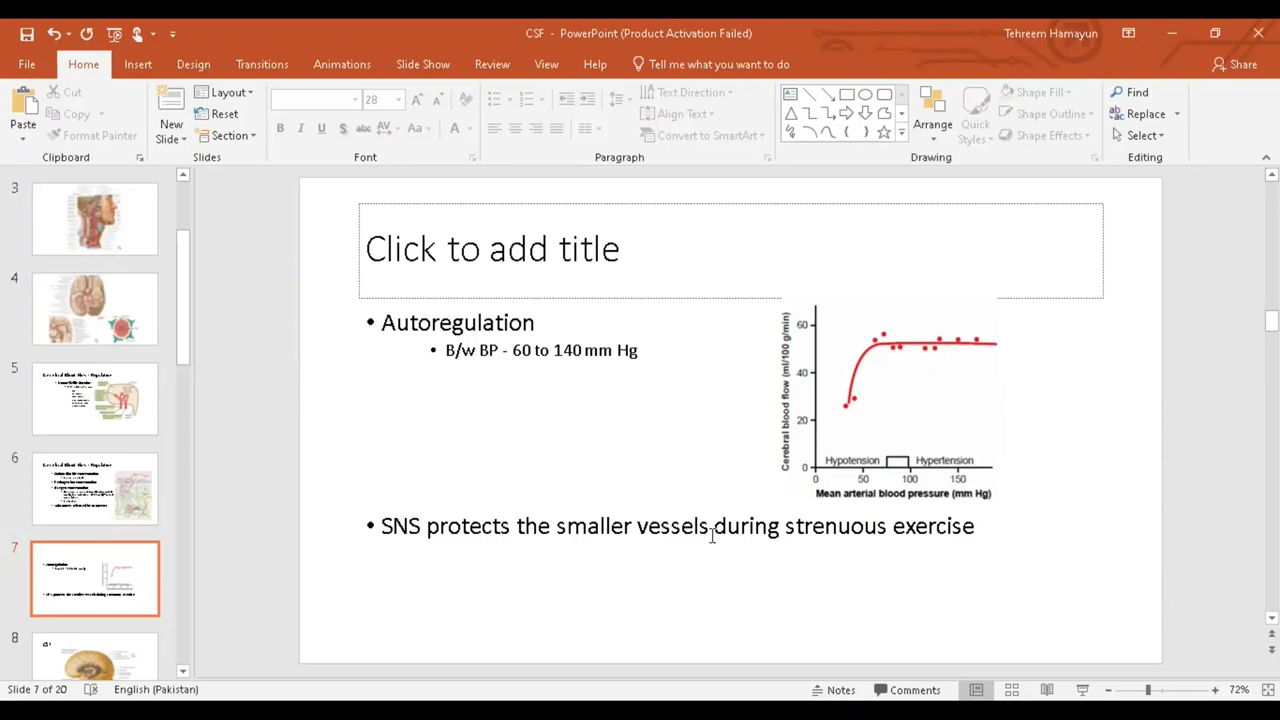 CSF - PowerPoint (Product Activation Failed)
Tehreem Hamayun
File Home Insert Design Transitions Animations Slide Show Review View Help Tell me what you want to do Share
Paste
Cut
Copy
Format Painter
Clipboard
New Slide
Layout
Reset
Section
Slides
28
B I U S abc AV Aa A
Font
Text Direction
Align Text
Convert to SmartArt
Paragraph
Arrange
Quick Styles
Shape Fill
Shape Outline
Shape Effects
Drawing
Find
Replace
Select
Editing
3
4
5
6
7
8
Click to add title
• Autoregulation
• B/w BP - 60 to 140 mm Hg
Cerebral blood flow (ml/100 g/min)
60
40
20
0
Hypotension Hypertension
0 50 100 150
Mean arterial blood pressure (mm Hg)
• SNS protects the smaller vessels during strenuous exercise
Slide 7 of 20 English (Pakistan) Notes Comments 72%